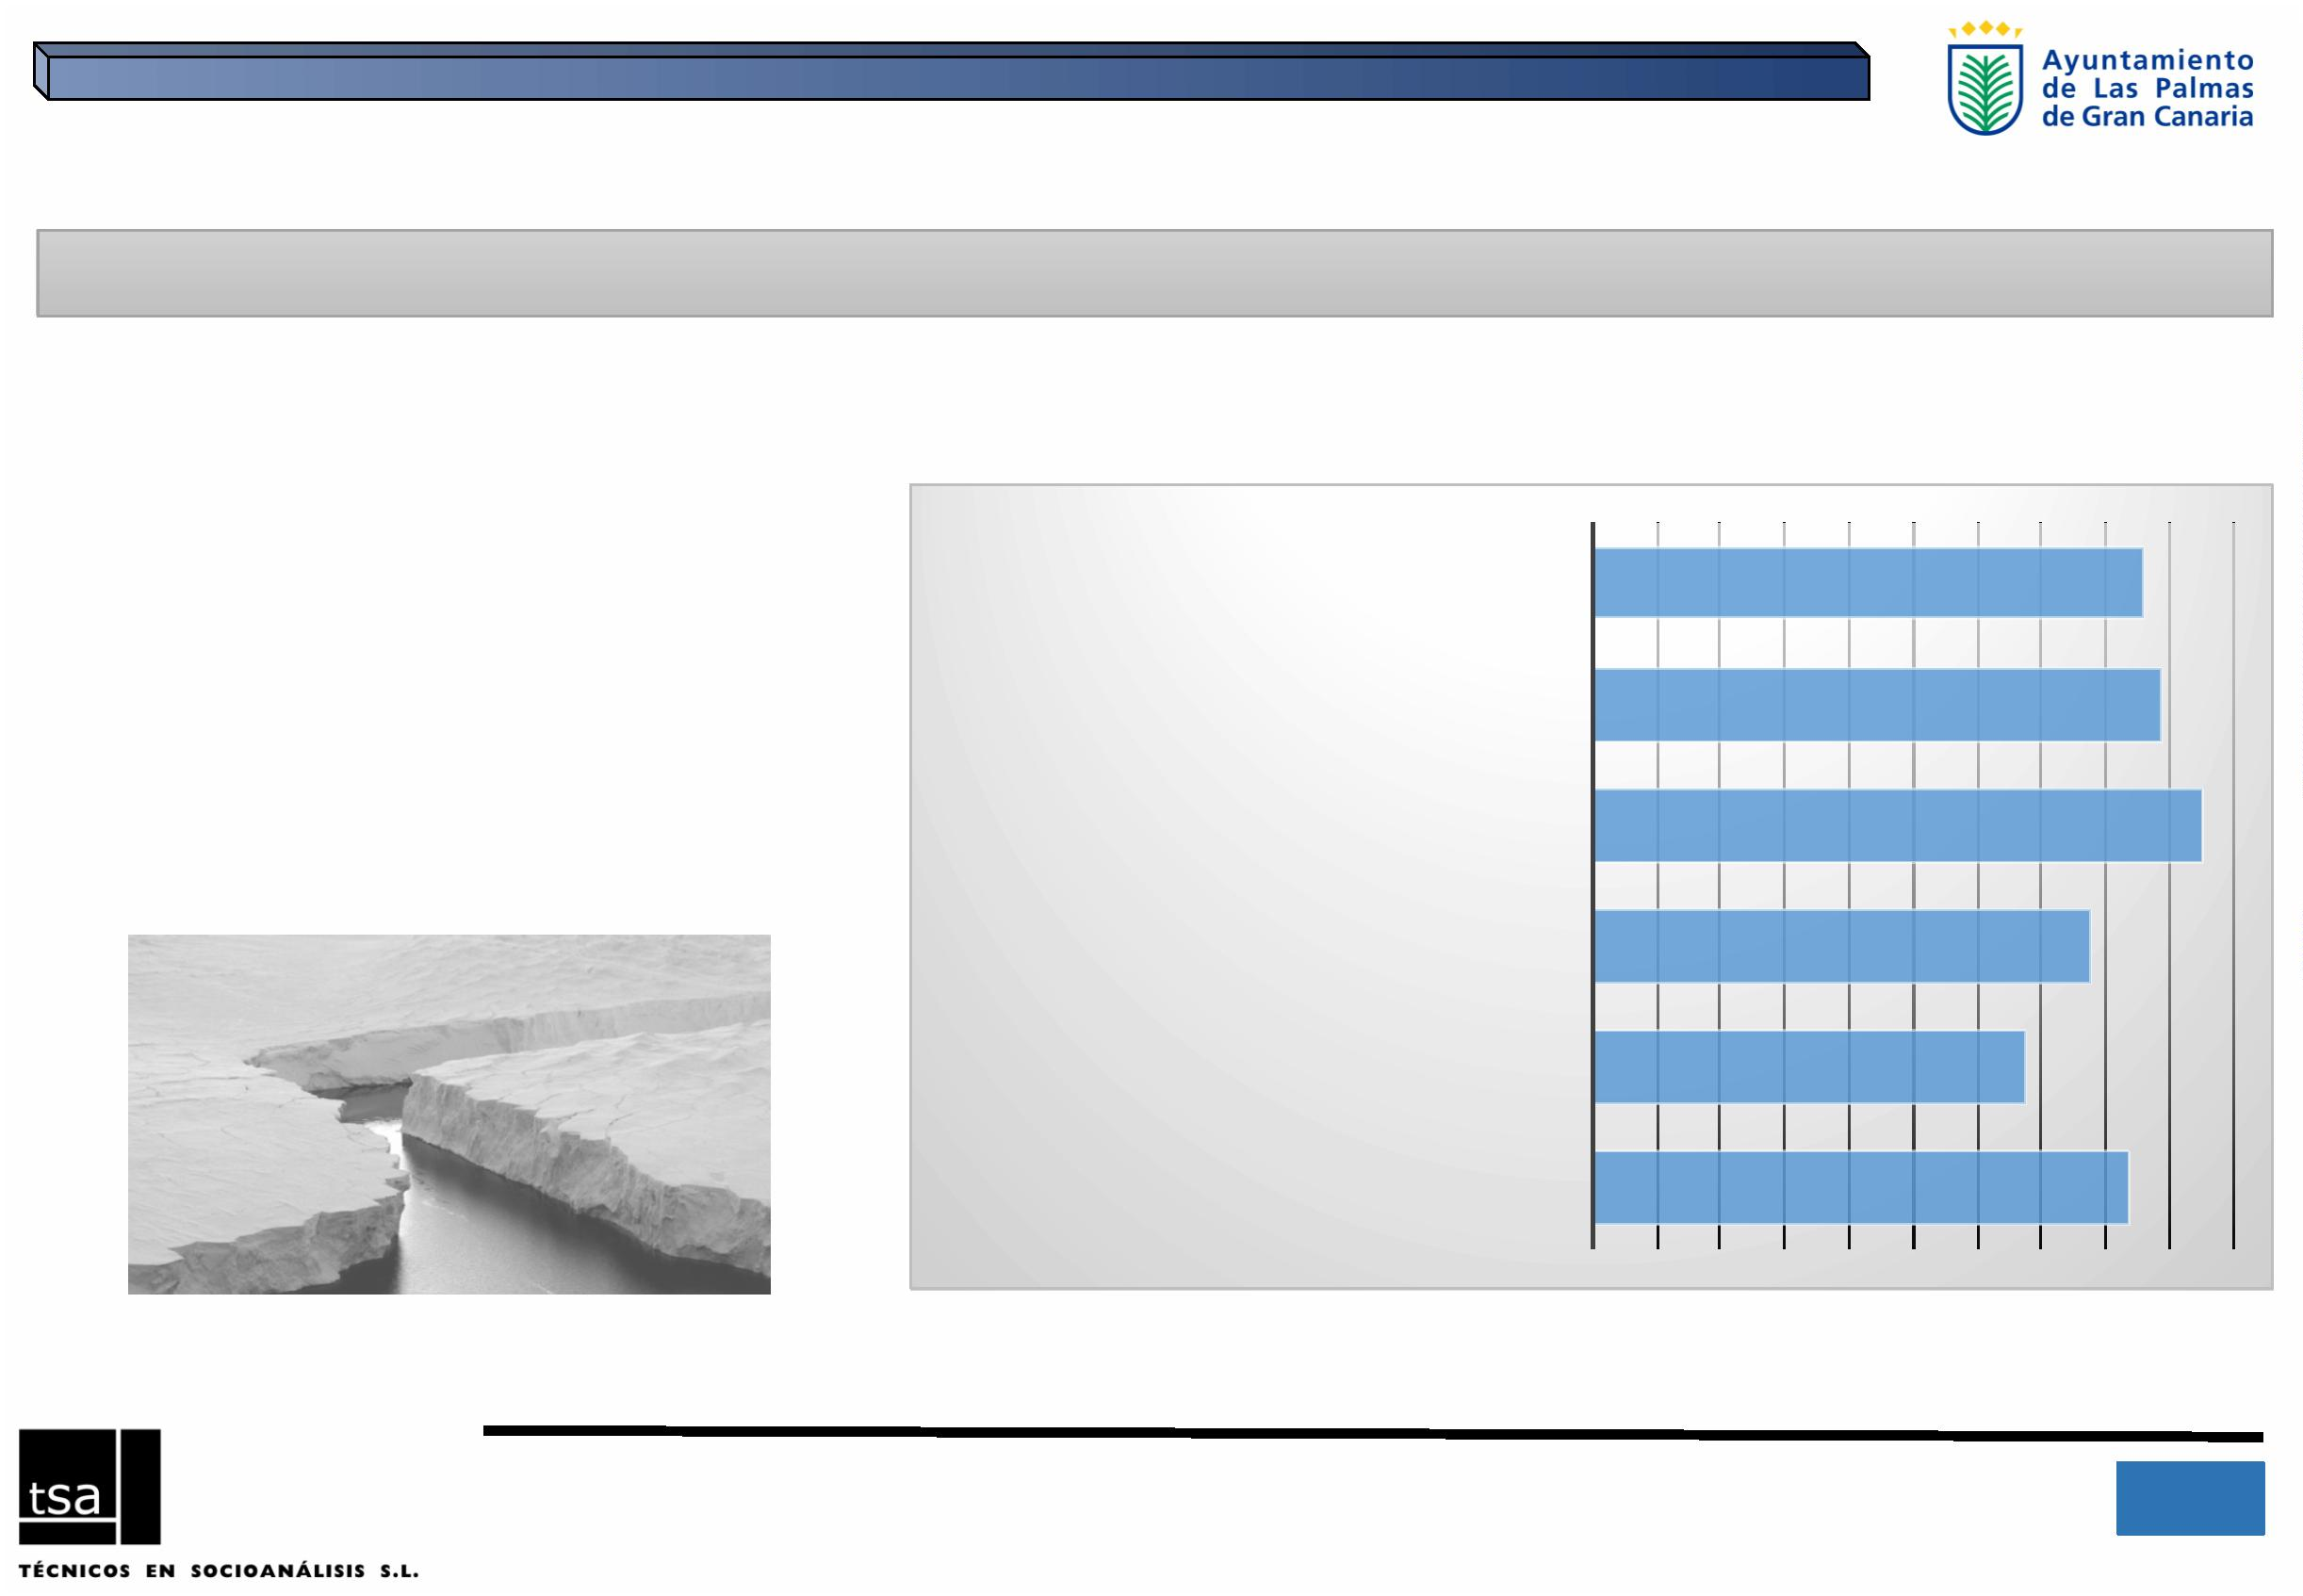 Ayuntamiento
de Las Palmas
de Gran Canaria
tsa
TÉCNICOS EN SOCIOANÁLISIS S.L.